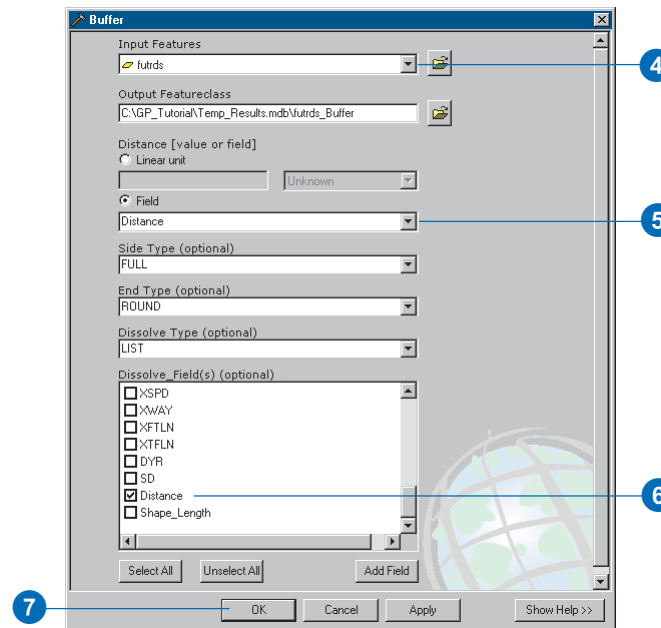 Buffer
Input Features
futrds
4
Output Featureclass
C:\GP_Tutorial\Temp_Results.mdb\futrds_Buffer
Distance [value or field]
Linear unit
Unknown
Field
Distance
5
Side Type (optional)
FULL
End Type (optional)
ROUND
Dissolve Type (optional)
LIST
Dissolve_Field(s) (optional)
XSPD
XWAY
XFTLN
XTFLN
DYR
SD
Distance
6
Shape_Length
Select All Unselect All Add Field
7
OK Cancel Apply Show Help >>